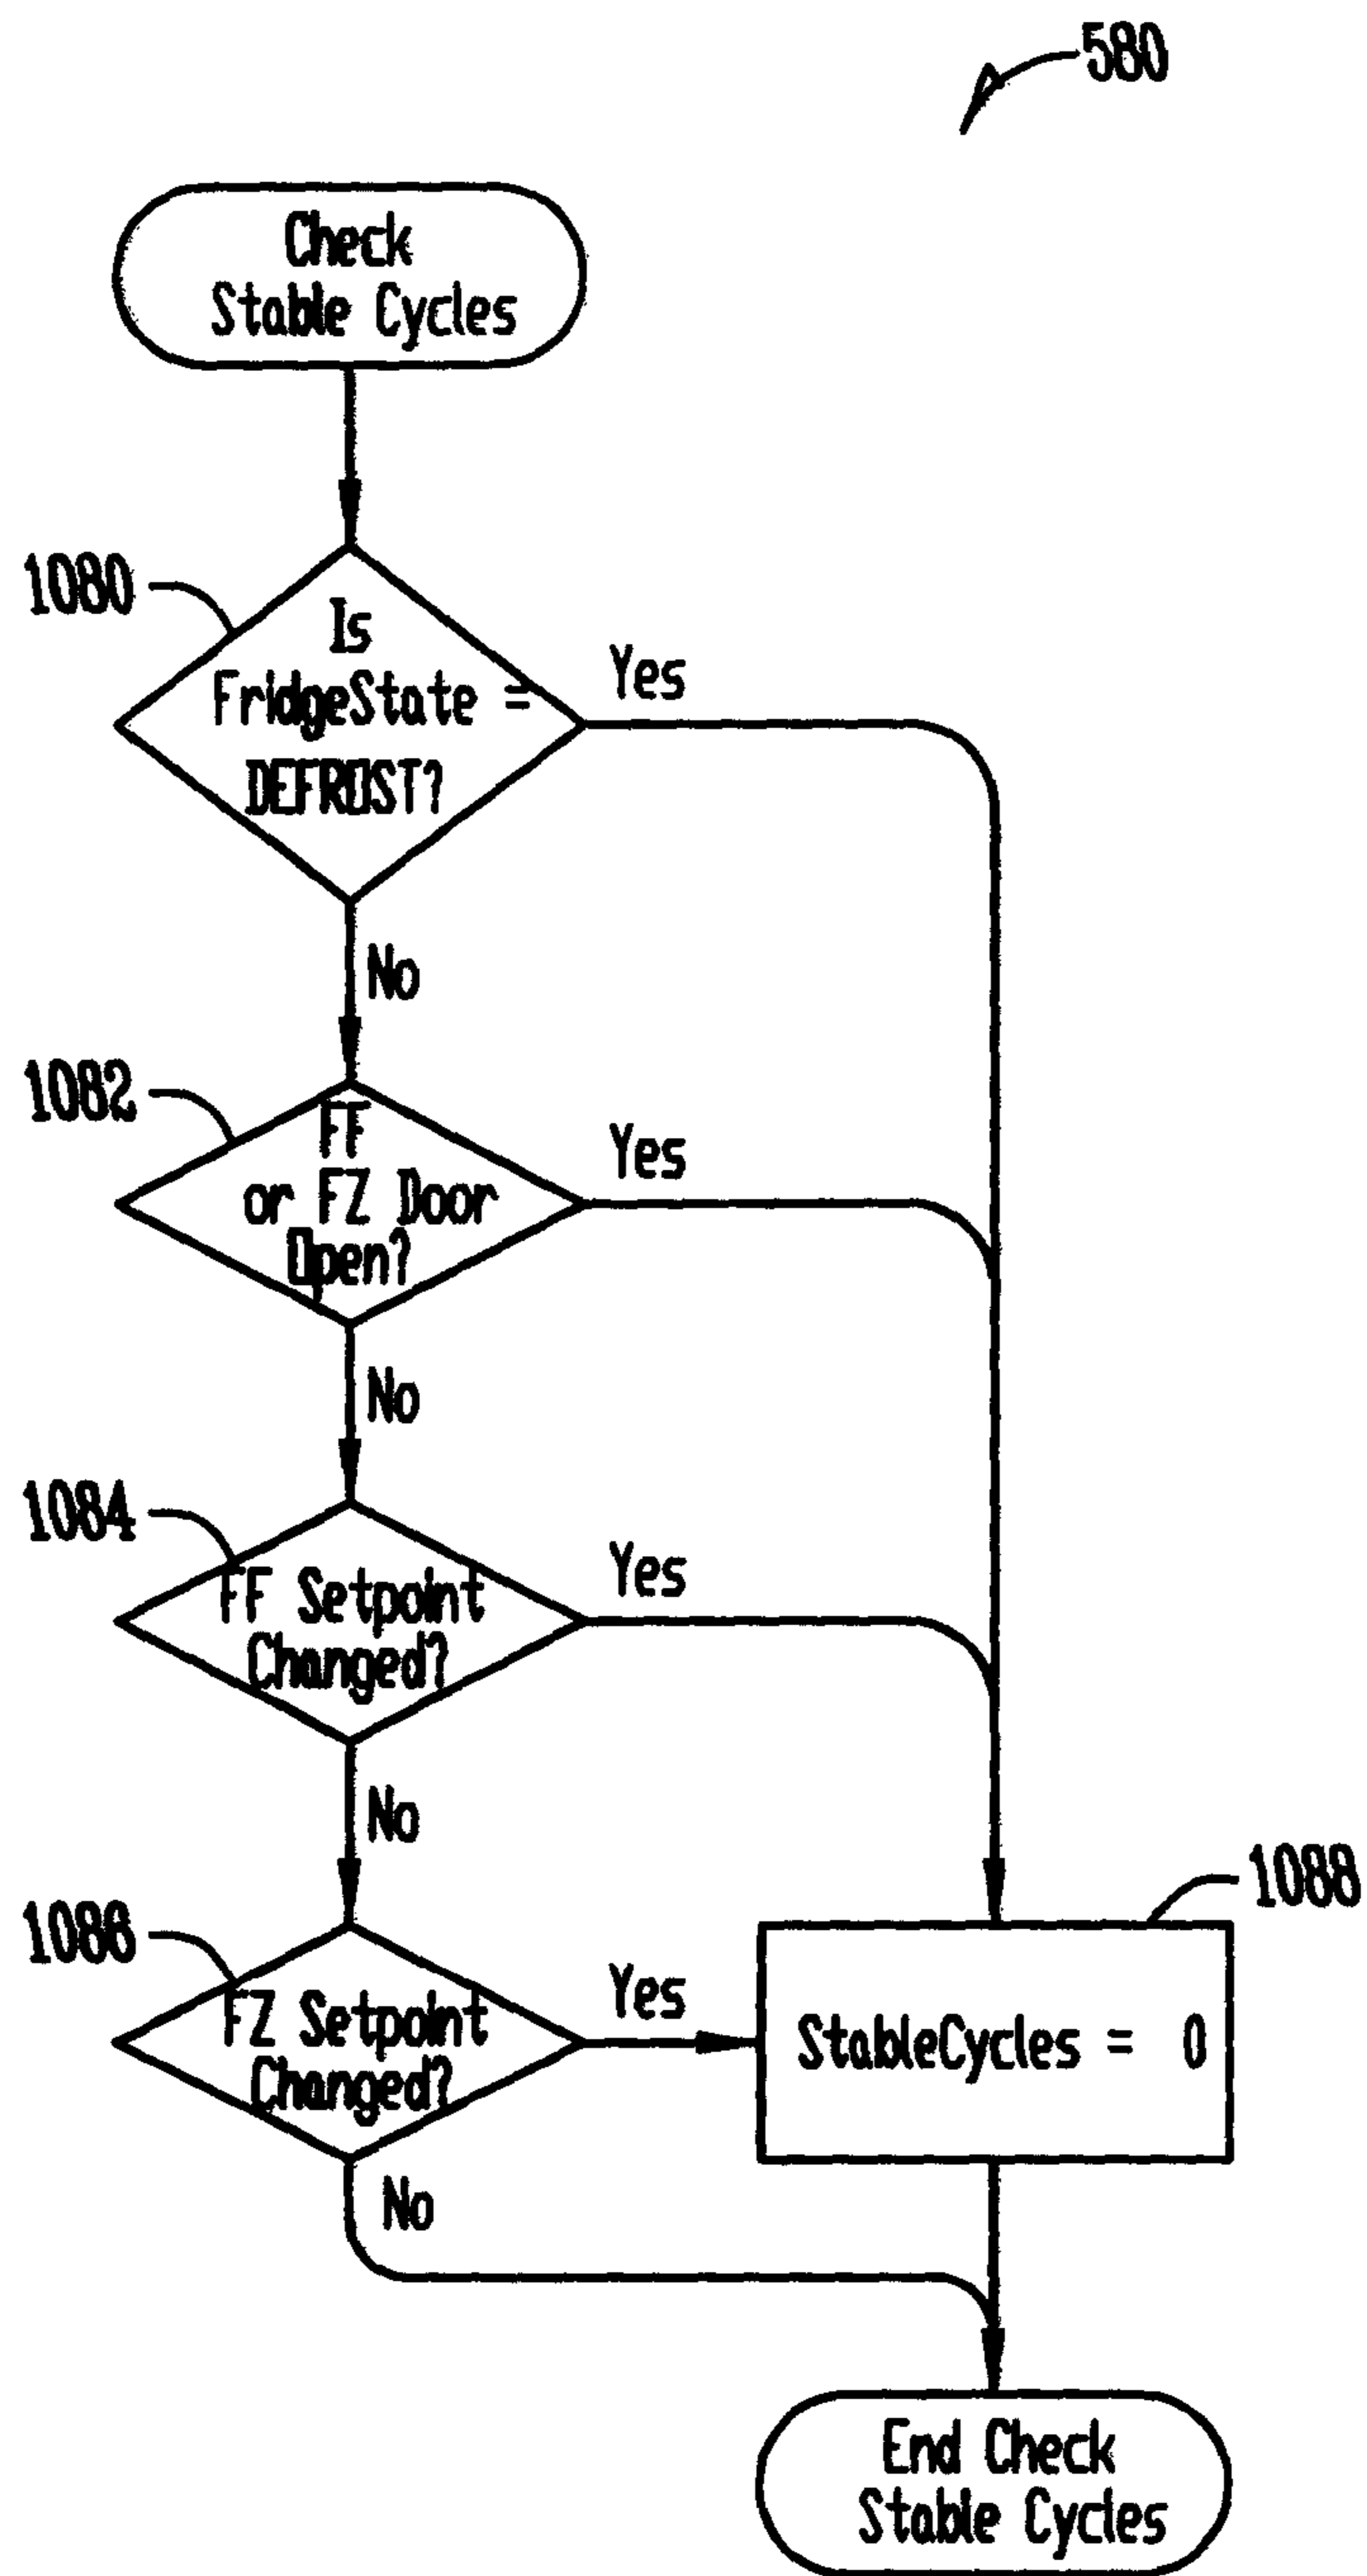 580
Check
Stable Cycles
1080
Is
FridgeState =
DEFROST?
Yes
No
1082
FF
or FZ Door
Open?
Yes
No
1084
FF Setpoint
Changed?
Yes
No
1086
FZ Setpoint
Changed?
Yes
No
1088
StableCycles = 0
End Check
Stable Cycles